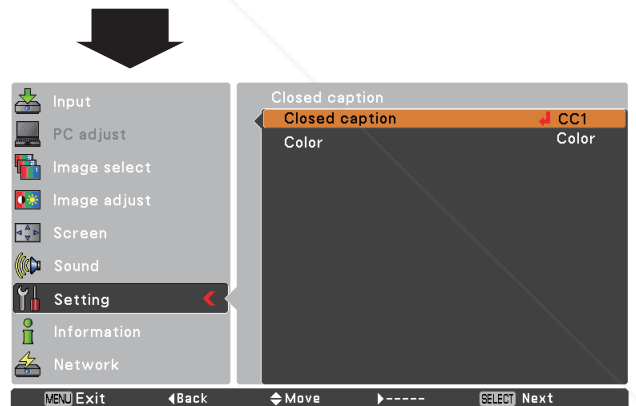 Input
PC adjust
Image select
Image adjust
Screen
Sound
Setting
Information
Network
Closed caption
Closed caption CC1
Color Color
MENU Exit Back Move ----- SELECT Next